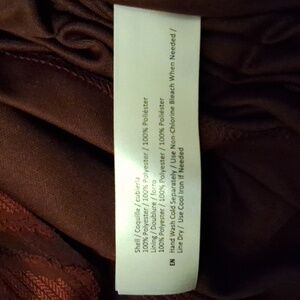 Shell / Coquille / cubierta
100% Polyester / 100% Polyester / 100% Poliéster
Lining / Doublure / forro
100% Polyester / 100% Polyester / 100% Poliéster
EN Hand Wash Cold Separately / Use Non-Chlorine Bleach When Needed /
Line Dry / Use Cool Iron If Needed